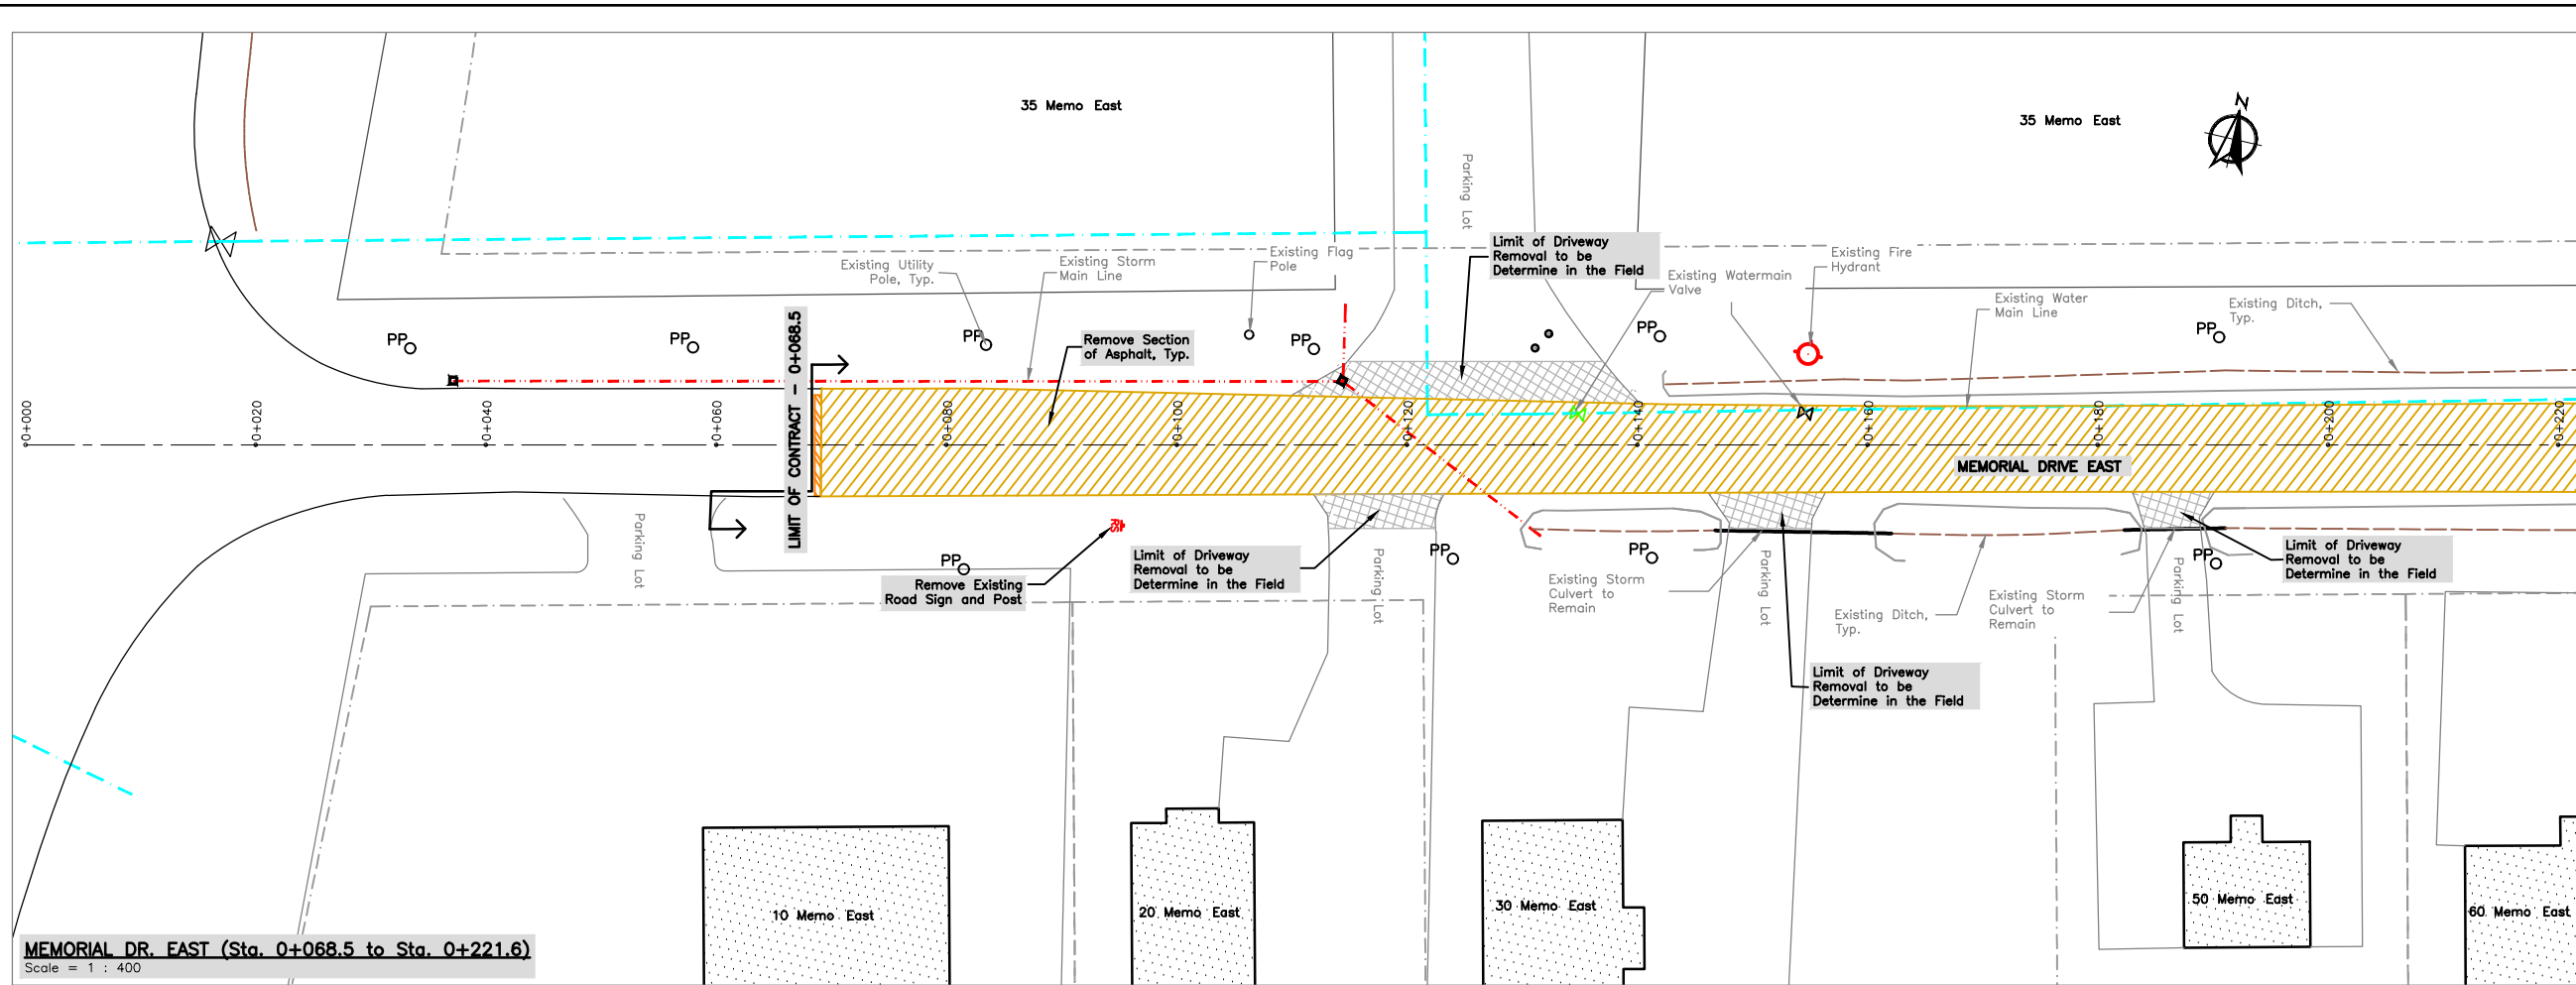 35 Memo East
35 Memo East
N
Parking Lot
Limit of Driveway
Removal to be
Determine in the Field
Existing Utility
Pole, Typ.
Existing Storm
Main Line
Existing Flag
Pole
Existing Watermain
Valve
Existing Fire
Hydrant
Existing Water
Main Line
Existing Ditch,
Typ.
PP
PP
PP
PP
PP
PP
Remove Section
of Asphalt, Typ.
LIMIT OF CONTRACT - 0+068.5
0+000
0+020
0+040
0+060
0+080
0+100
0+120
0+140
0+160
0+180
0+200
0+220
MEMORIAL DRIVE EAST
Parking Lot
PP
Remove Existing
Road Sign and Post
RS
Limit of Driveway
Removal to be
Determine in the Field
Parking Lot
PP
Existing Storm
Culvert to
Remain
PP
Parking Lot
Limit of Driveway
Removal to be
Determine in the Field
Existing Ditch,
Typ.
Existing Storm
Culvert to
Remain
Parking Lot
PP
Limit of Driveway
Removal to be
Determine in the Field
10 Memo East
20 Memo East
30 Memo East
50 Memo East
60 Memo East
MEMORIAL DR. EAST (Sta. 0+068.5 to Sta. 0+221.6)
Scale = 1 : 400